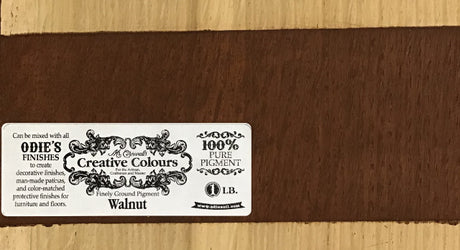 Can be mixed with all
ODIE'S
FINISHES
to create
decorative finishes,
man-made patinas,
and color-matched
protective finishes for
furniture and floors.
Creative Colours
For the Artisan,
Craftsman and Master
Finely Ground Pigment
Walnut
100%
PURE
PIGMENT
1 LB.
www.odiesoil.com